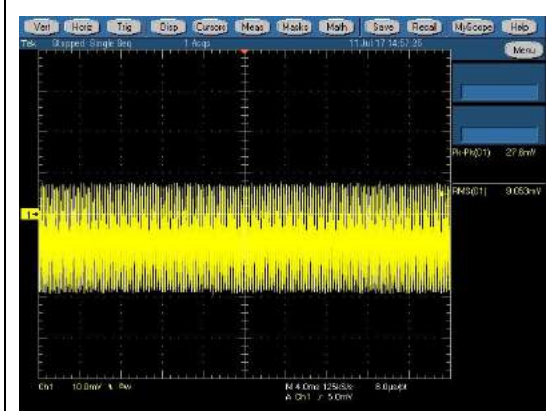 Vert Horiz Trig Disp Cursors Meas Masks Math Save Recall MyScope Help
Tek Stopped Single Seq 1 Acqs 11 Jul 17 14:57:25
Menu
Pk-Pk(C1) 27.8mV
RMS(C1) 9.053mV
1
Ch1 10.0mV Bw M 4.0ms 125kS/s 8.0µs/pt
A Ch1 5.0mV